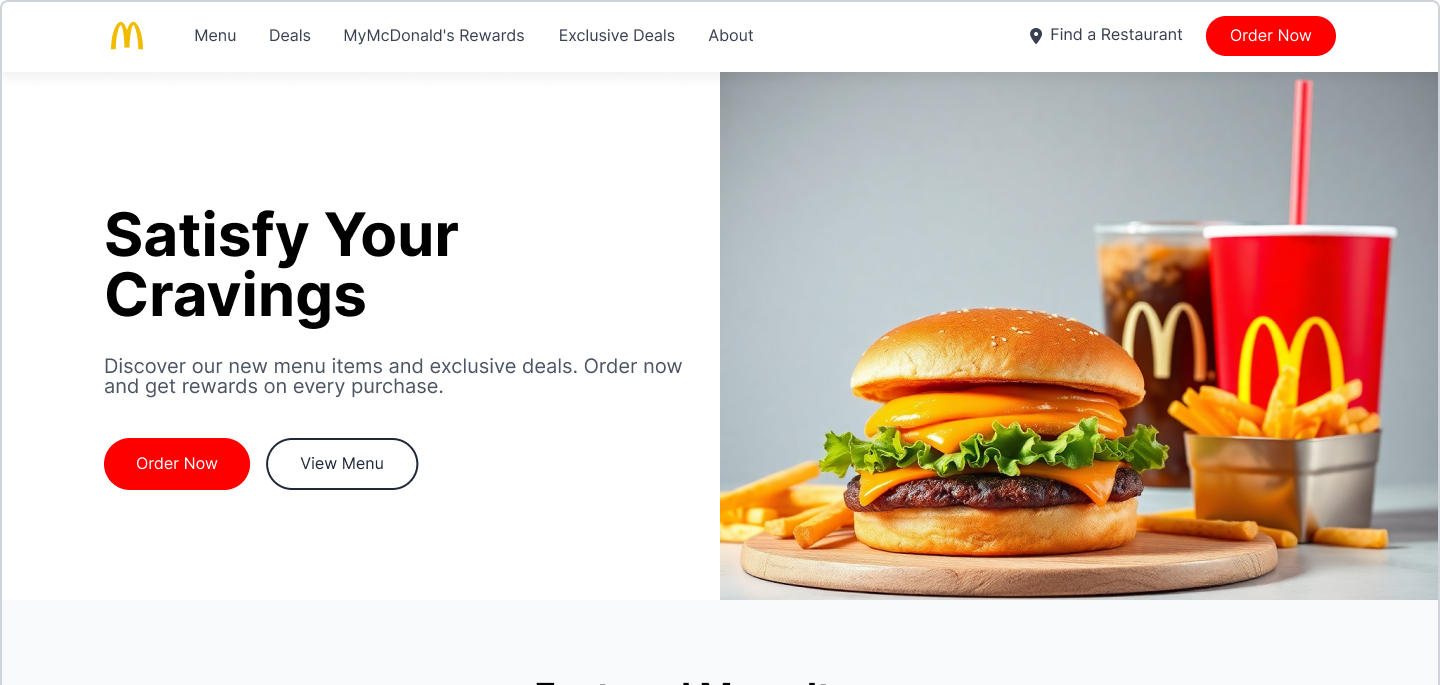 Menu
Deals
MyMcDonald's Rewards
Exclusive Deals
About
Find a Restaurant
Order Now
Satisfy Your
Cravings
Discover our new menu items and exclusive deals. Order now
and get rewards on every purchase.
Order Now
View Menu